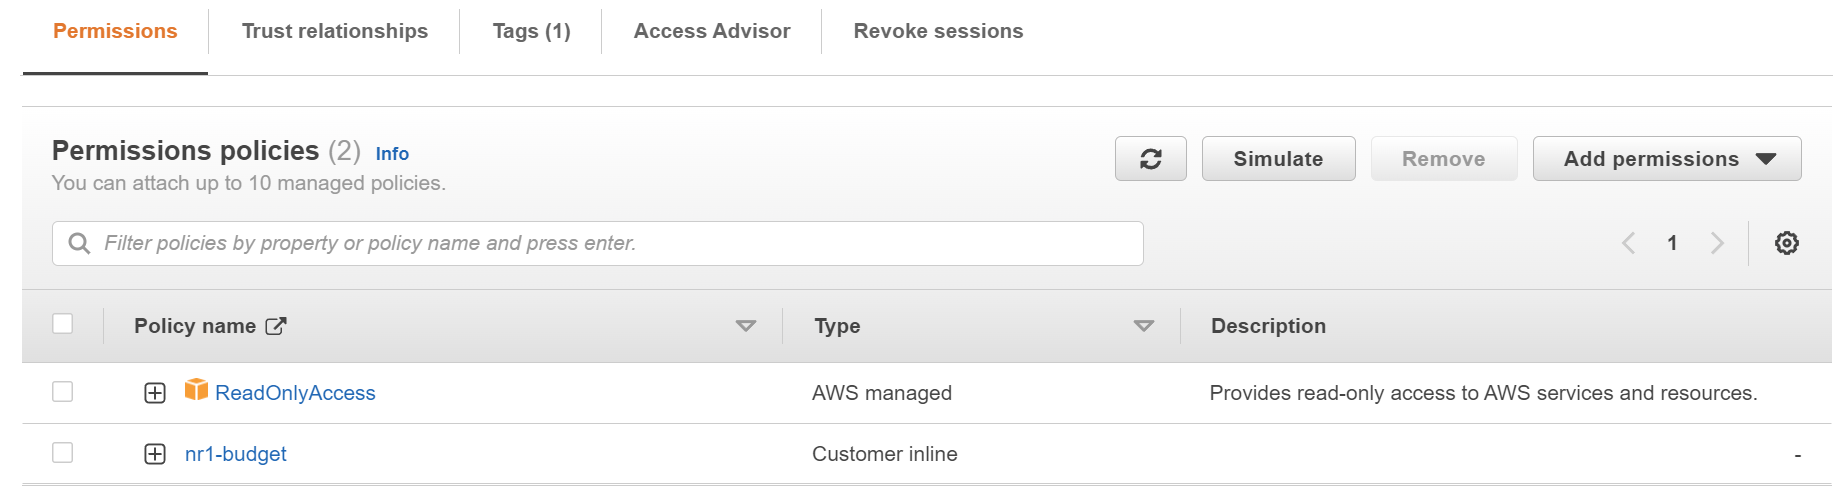 Permissions
Trust relationships
Tags (1)
Access Advisor
Revoke sessions
Permissions policies (2) Info
You can attach up to 10 managed policies.
Simulate
Remove
Add permissions
Filter policies by property or policy name and press enter.
1
Policy name
Type
Description
ReadOnlyAccess
AWS managed
Provides read-only access to AWS services and resources.
nr1-budget
Customer inline
-